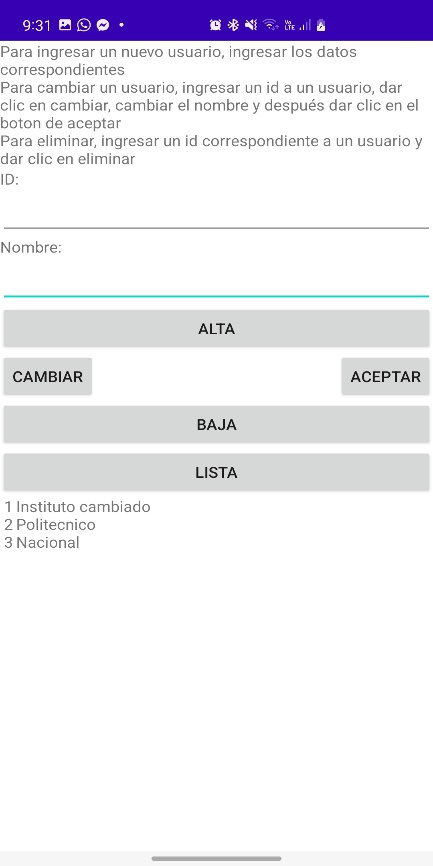 9:31
Vo
LTE
Para ingresar un nuevo usuario, ingresar los datos
correspondientes
Para cambiar un usuario, ingresar un id a un usuario, dar
clic en cambiar, cambiar el nombre y después dar clic en el
boton de aceptar
Para eliminar, ingresar un id correspondiente a un usuario y
dar clic en eliminar
ID:
Nombre:
ALTA
CAMBIAR
ACEPTAR
BAJA
LISTA
1 Instituto cambiado
2 Politecnico
3 Nacional